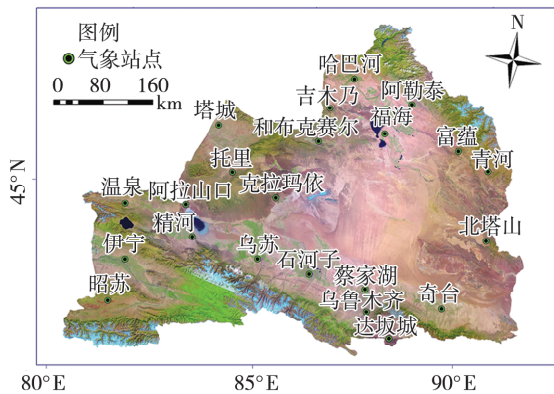 图例
气象站点
0 80 160
km
N
哈巴河
吉木乃
阿勒泰
塔城
和布克赛尔
福海
富蕴
托里
青河
45°N
温泉
阿拉山口
克拉玛依
精河
北塔山
伊宁
乌苏
石河子
昭苏
蔡家湖
奇台
乌鲁木齐
达坂城
80°E
85°E
90°E